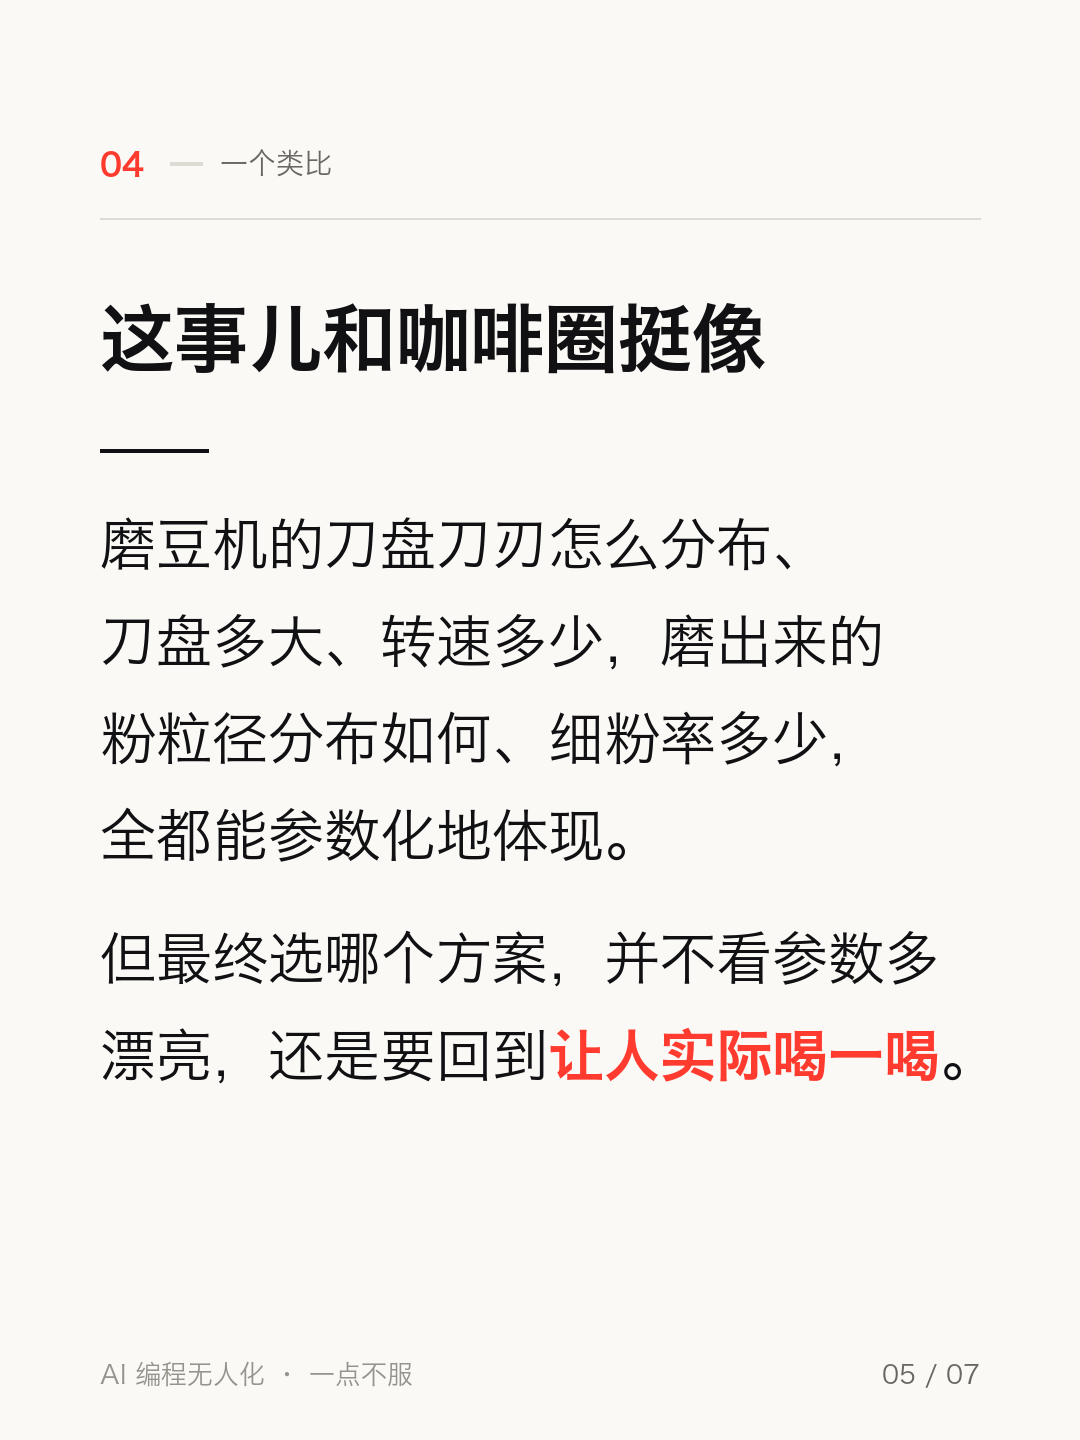 04 — 一个类比
这事儿和咖啡圈挺像
磨豆机的刀盘刀刃怎么分布、
刀盘多大、转速多少，磨出来的
粉粒径分布如何、细粉率多少，
全都能参数化地体现。
但最终选哪个方案，并不看参数多
漂亮，还是要回到让人实际喝一喝。
AI 编程无人化 · 一点不服
05 / 07